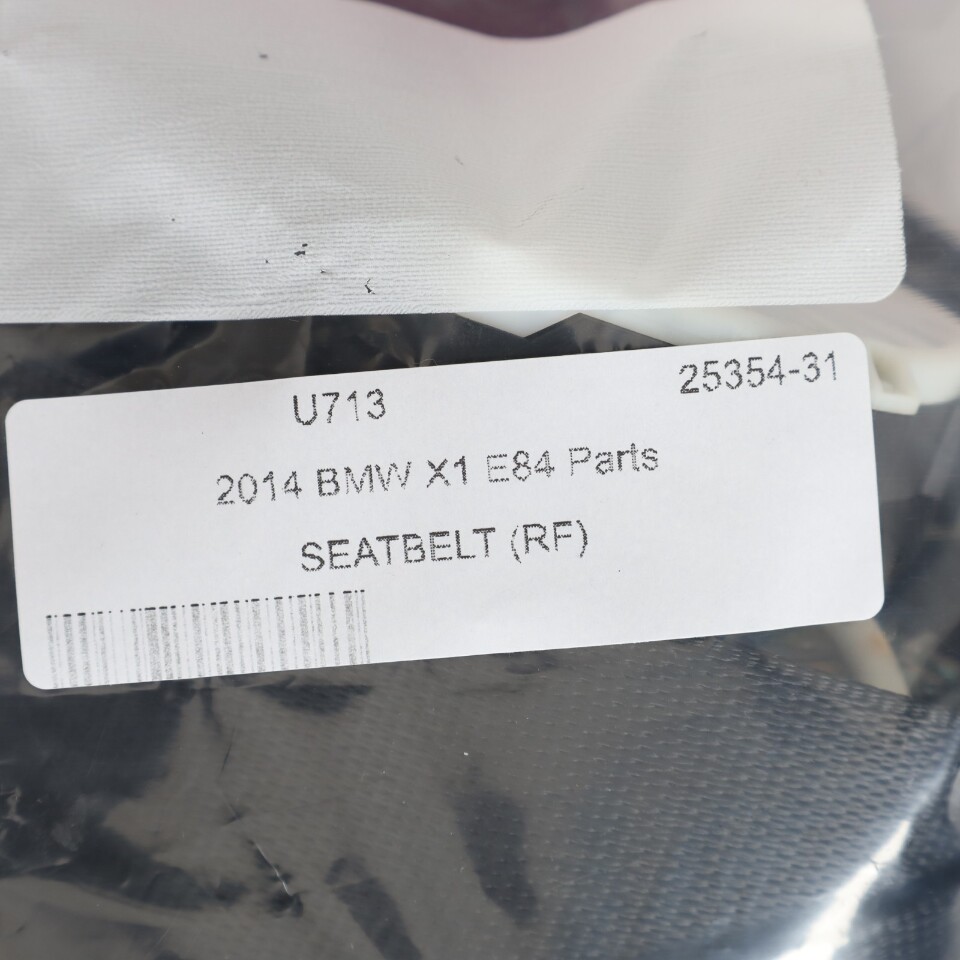 U713 25354-31
2014 BMW X1 E84 Parts
SEATBELT (RF)